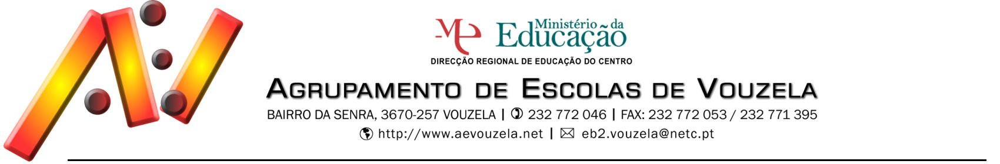 Ministério da
Educação
DIRECÇÃO REGIONAL DE EDUCAÇÃO DO CENTRO
AGRUPAMENTO DE ESCOLAS DE VOUZELA
BAIRRO DA SENRA, 3670-257 VOUZELA | 232 772 046 | FAX: 232 772 053 / 232 771 395
http://www.aevouzela.net | eb2.vouzela@netc.pt